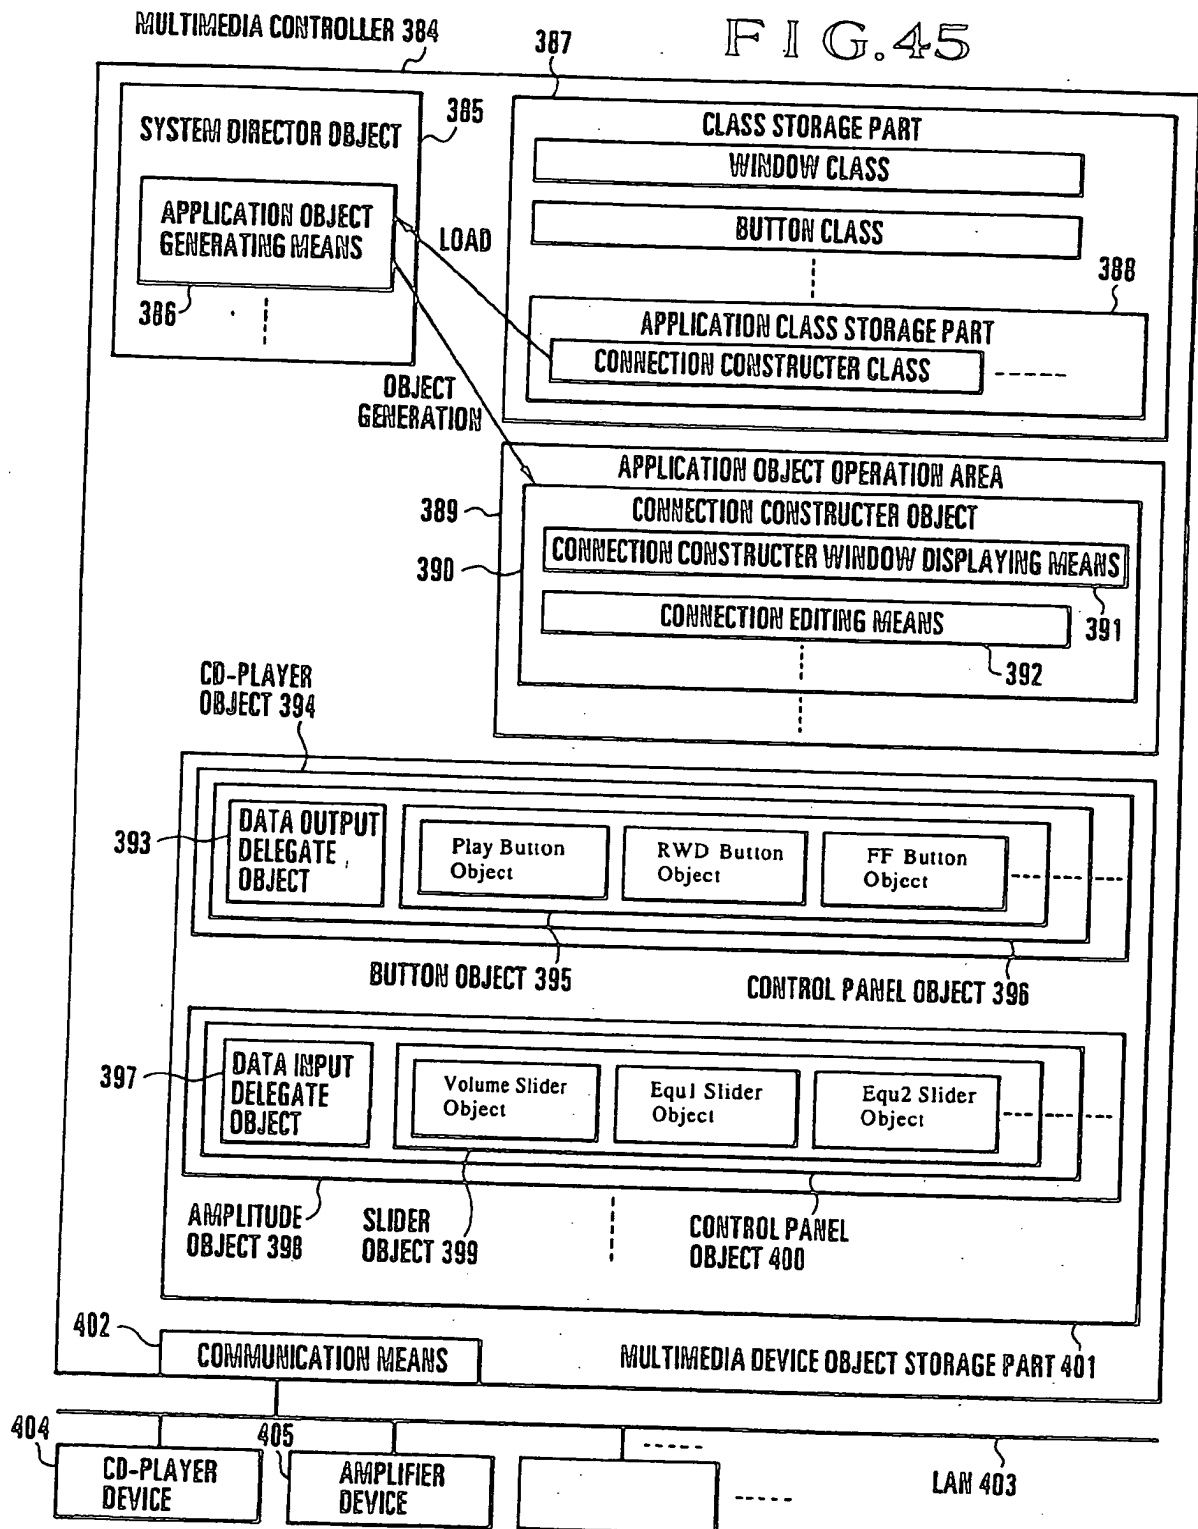 FIG.45
MULTIMEDIA CONTROLLER 384
387
385
SYSTEM DIRECTOR OBJECT
APPLICATION OBJECT
GENERATING MEANS
386
LOAD
OBJECT
GENERATION
CLASS STORAGE PART
WINDOW CLASS
BUTTON CLASS
388
APPLICATION CLASS STORAGE PART
CONNECTION CONSTRUCTER CLASS
APPLICATION OBJECT OPERATION AREA
389
CONNECTION CONSTRUCTER OBJECT
390
CONNECTION CONSTRUCTER WINDOW DISPLAYING MEANS
391
CONNECTION EDITING MEANS
392
CD-PLAYER
OBJECT 394
393
DATA OUTPUT
DELEGATE
OBJECT
Play Button
Object
RWD Button
Object
FF Button
Object
BUTTON OBJECT 395
CONTROL PANEL OBJECT 396
397
DATA INPUT
DELEGATE
OBJECT
Volume Slider
Object
Equ1 Slider
Object
Equ2 Slider
Object
AMPLITUDE
OBJECT 398
SLIDER
OBJECT 399
CONTROL PANEL
OBJECT 400
402
COMMUNICATION MEANS
MULTIMEDIA DEVICE OBJECT STORAGE PART 401
404
CD-PLAYER
DEVICE
405
AMPLIFIER
DEVICE
LAN 403